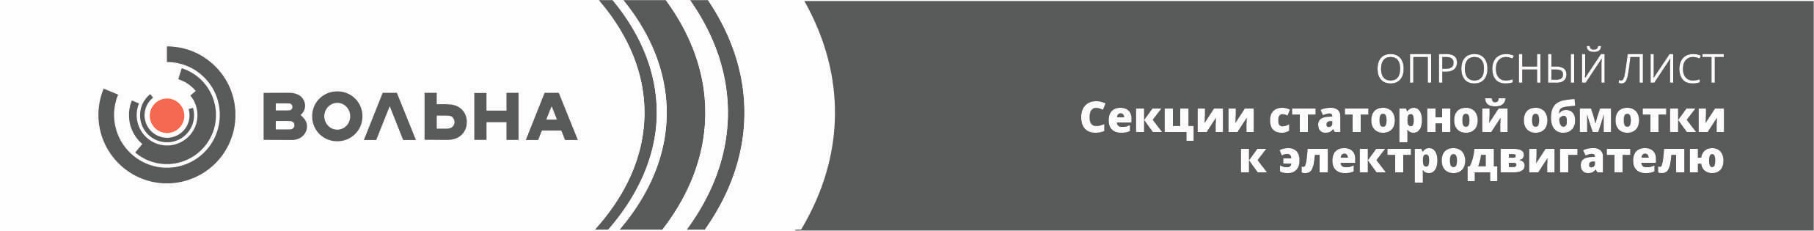 ВОЛЬНА
ОПРОСНЫЙ ЛИСТ
Секции статорной обмотки
к электродвигателю